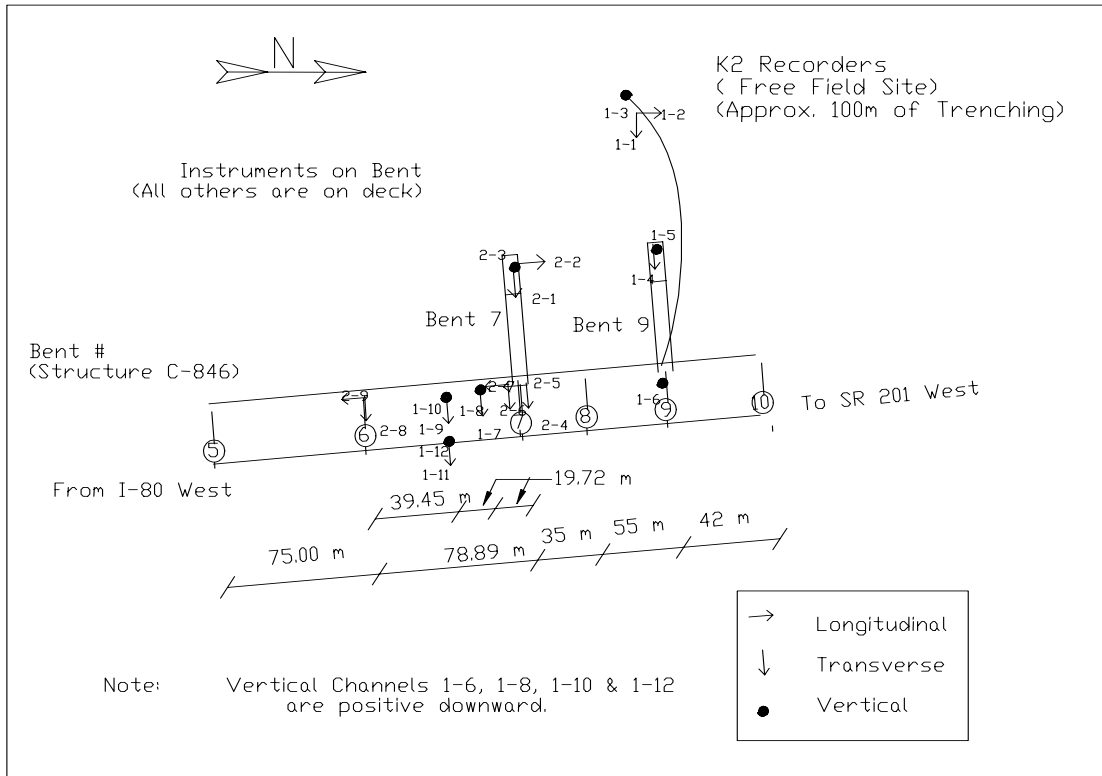 N
K2 Recorders
( Free Field Site)
(Approx. 100m of Trenching)
1-3
1-2
1-1
Instruments on Bent
(All others are on deck)
2-3
2-2
2-1
1-5
1-4
Bent 7
Bent 9
Bent #
(Structure C-846)
2-9
2-7
2-5
1-10
1-8
1-6
2-8
1-9
1-7
2-4
1-12
1-11
5
6
7
8
9
10
To SR 201 West
From I-80 West
19.72 m
39.45 m
75.00 m
78.89 m
35 m
55 m
42 m
Longitudinal
Transverse
Vertical
Note:
Vertical Channels 1-6, 1-8, 1-10 & 1-12
are positive downward.